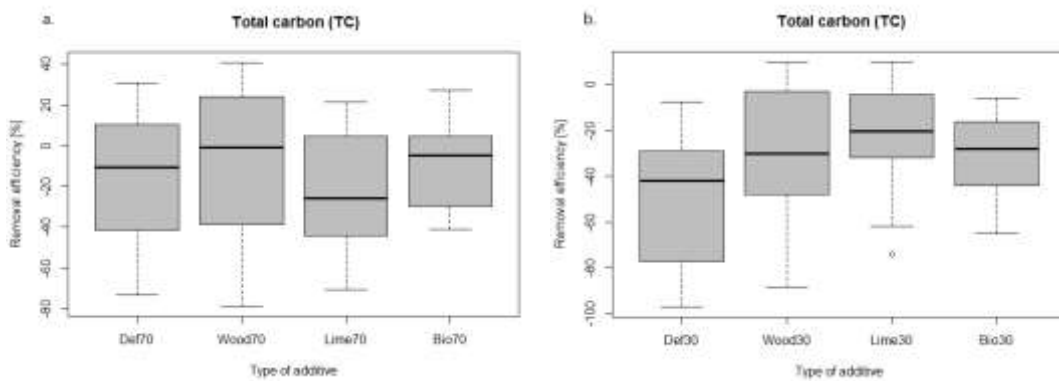 a.
Total carbon (TC)
Removal efficiency [%]
40
20
0
-20
-40
-60
-80
Def70 Wood70 Lime70 Bio70
Type of additive
b.
Total carbon (TC)
Removal efficiency [%]
0
-20
-40
-60
-80
-100
Def30 Wood30 Lime30 Bio30
Type of additive